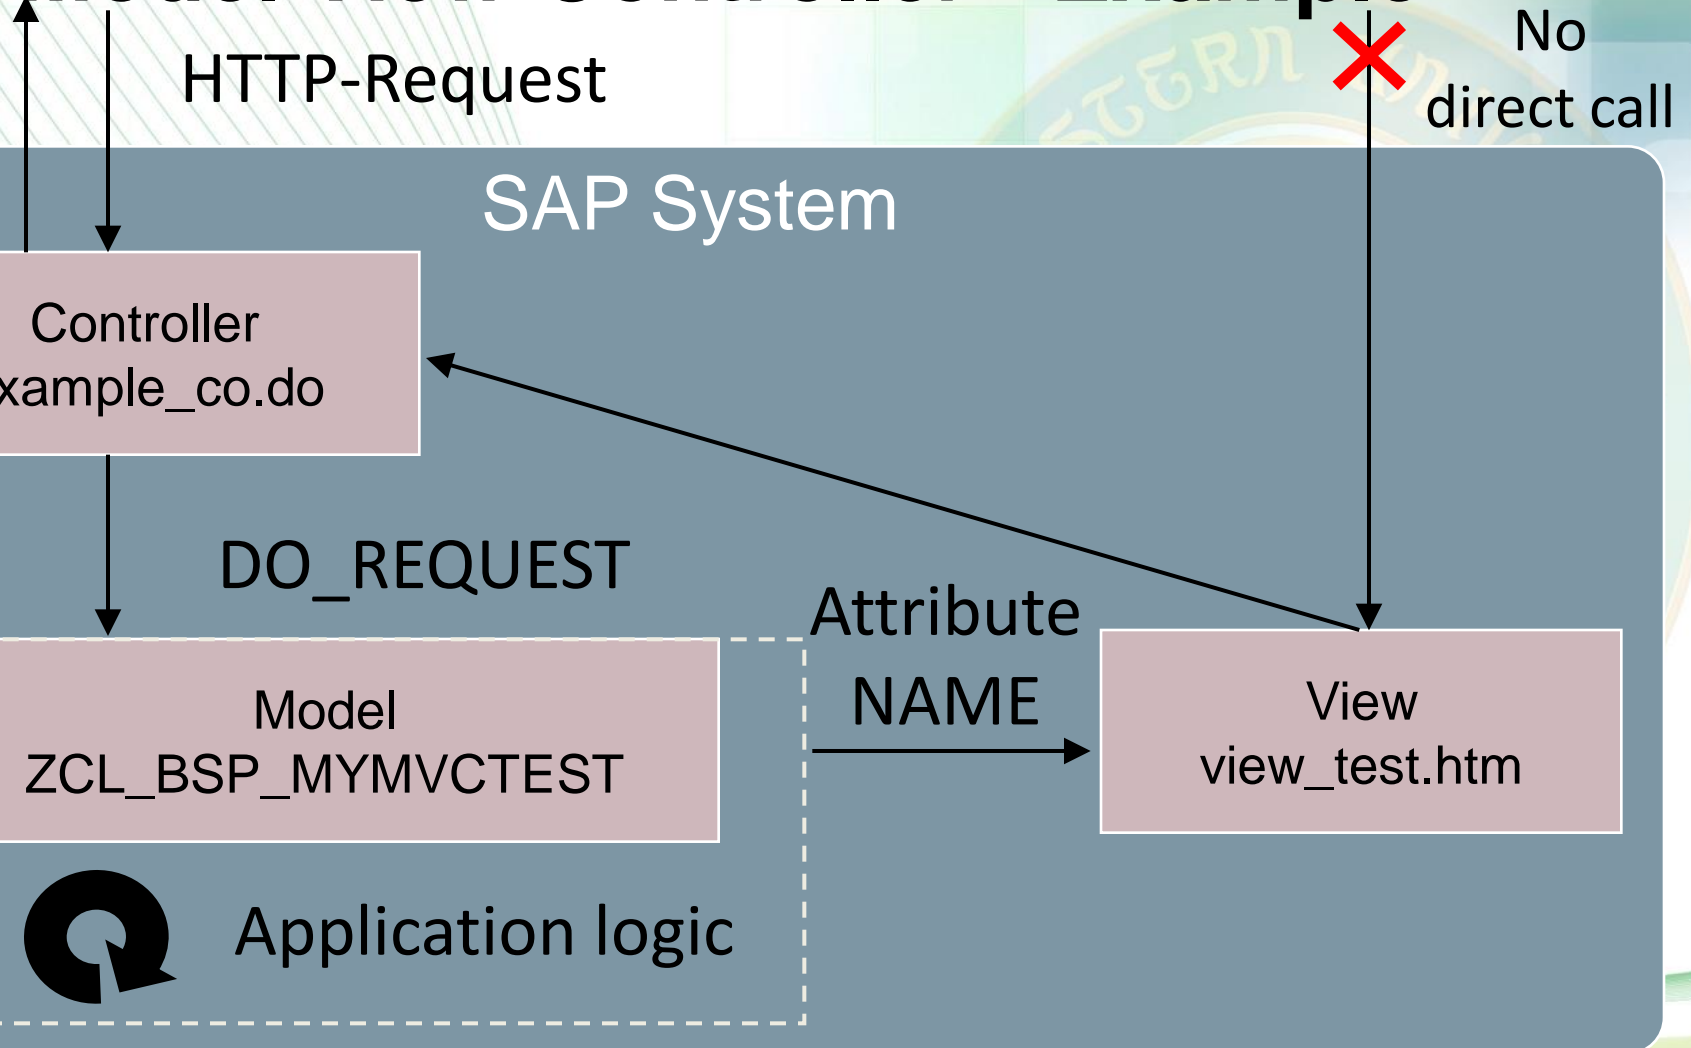 HTTP-Request
No
direct call
SAP System
Controller
xample_co.do
DO_REQUEST
Attribute
NAME
Model
ZCL_BSP_MYMVCTEST
View
view_test.htm
Application logic